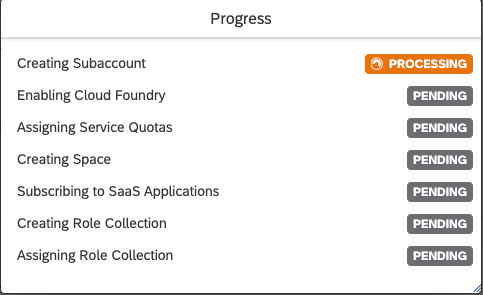 Progress
Creating Subaccount PROCESSING
Enabling Cloud Foundry PENDING
Assigning Service Quotas PENDING
Creating Space PENDING
Subscribing to SaaS Applications PENDING
Creating Role Collection PENDING
Assigning Role Collection PENDING